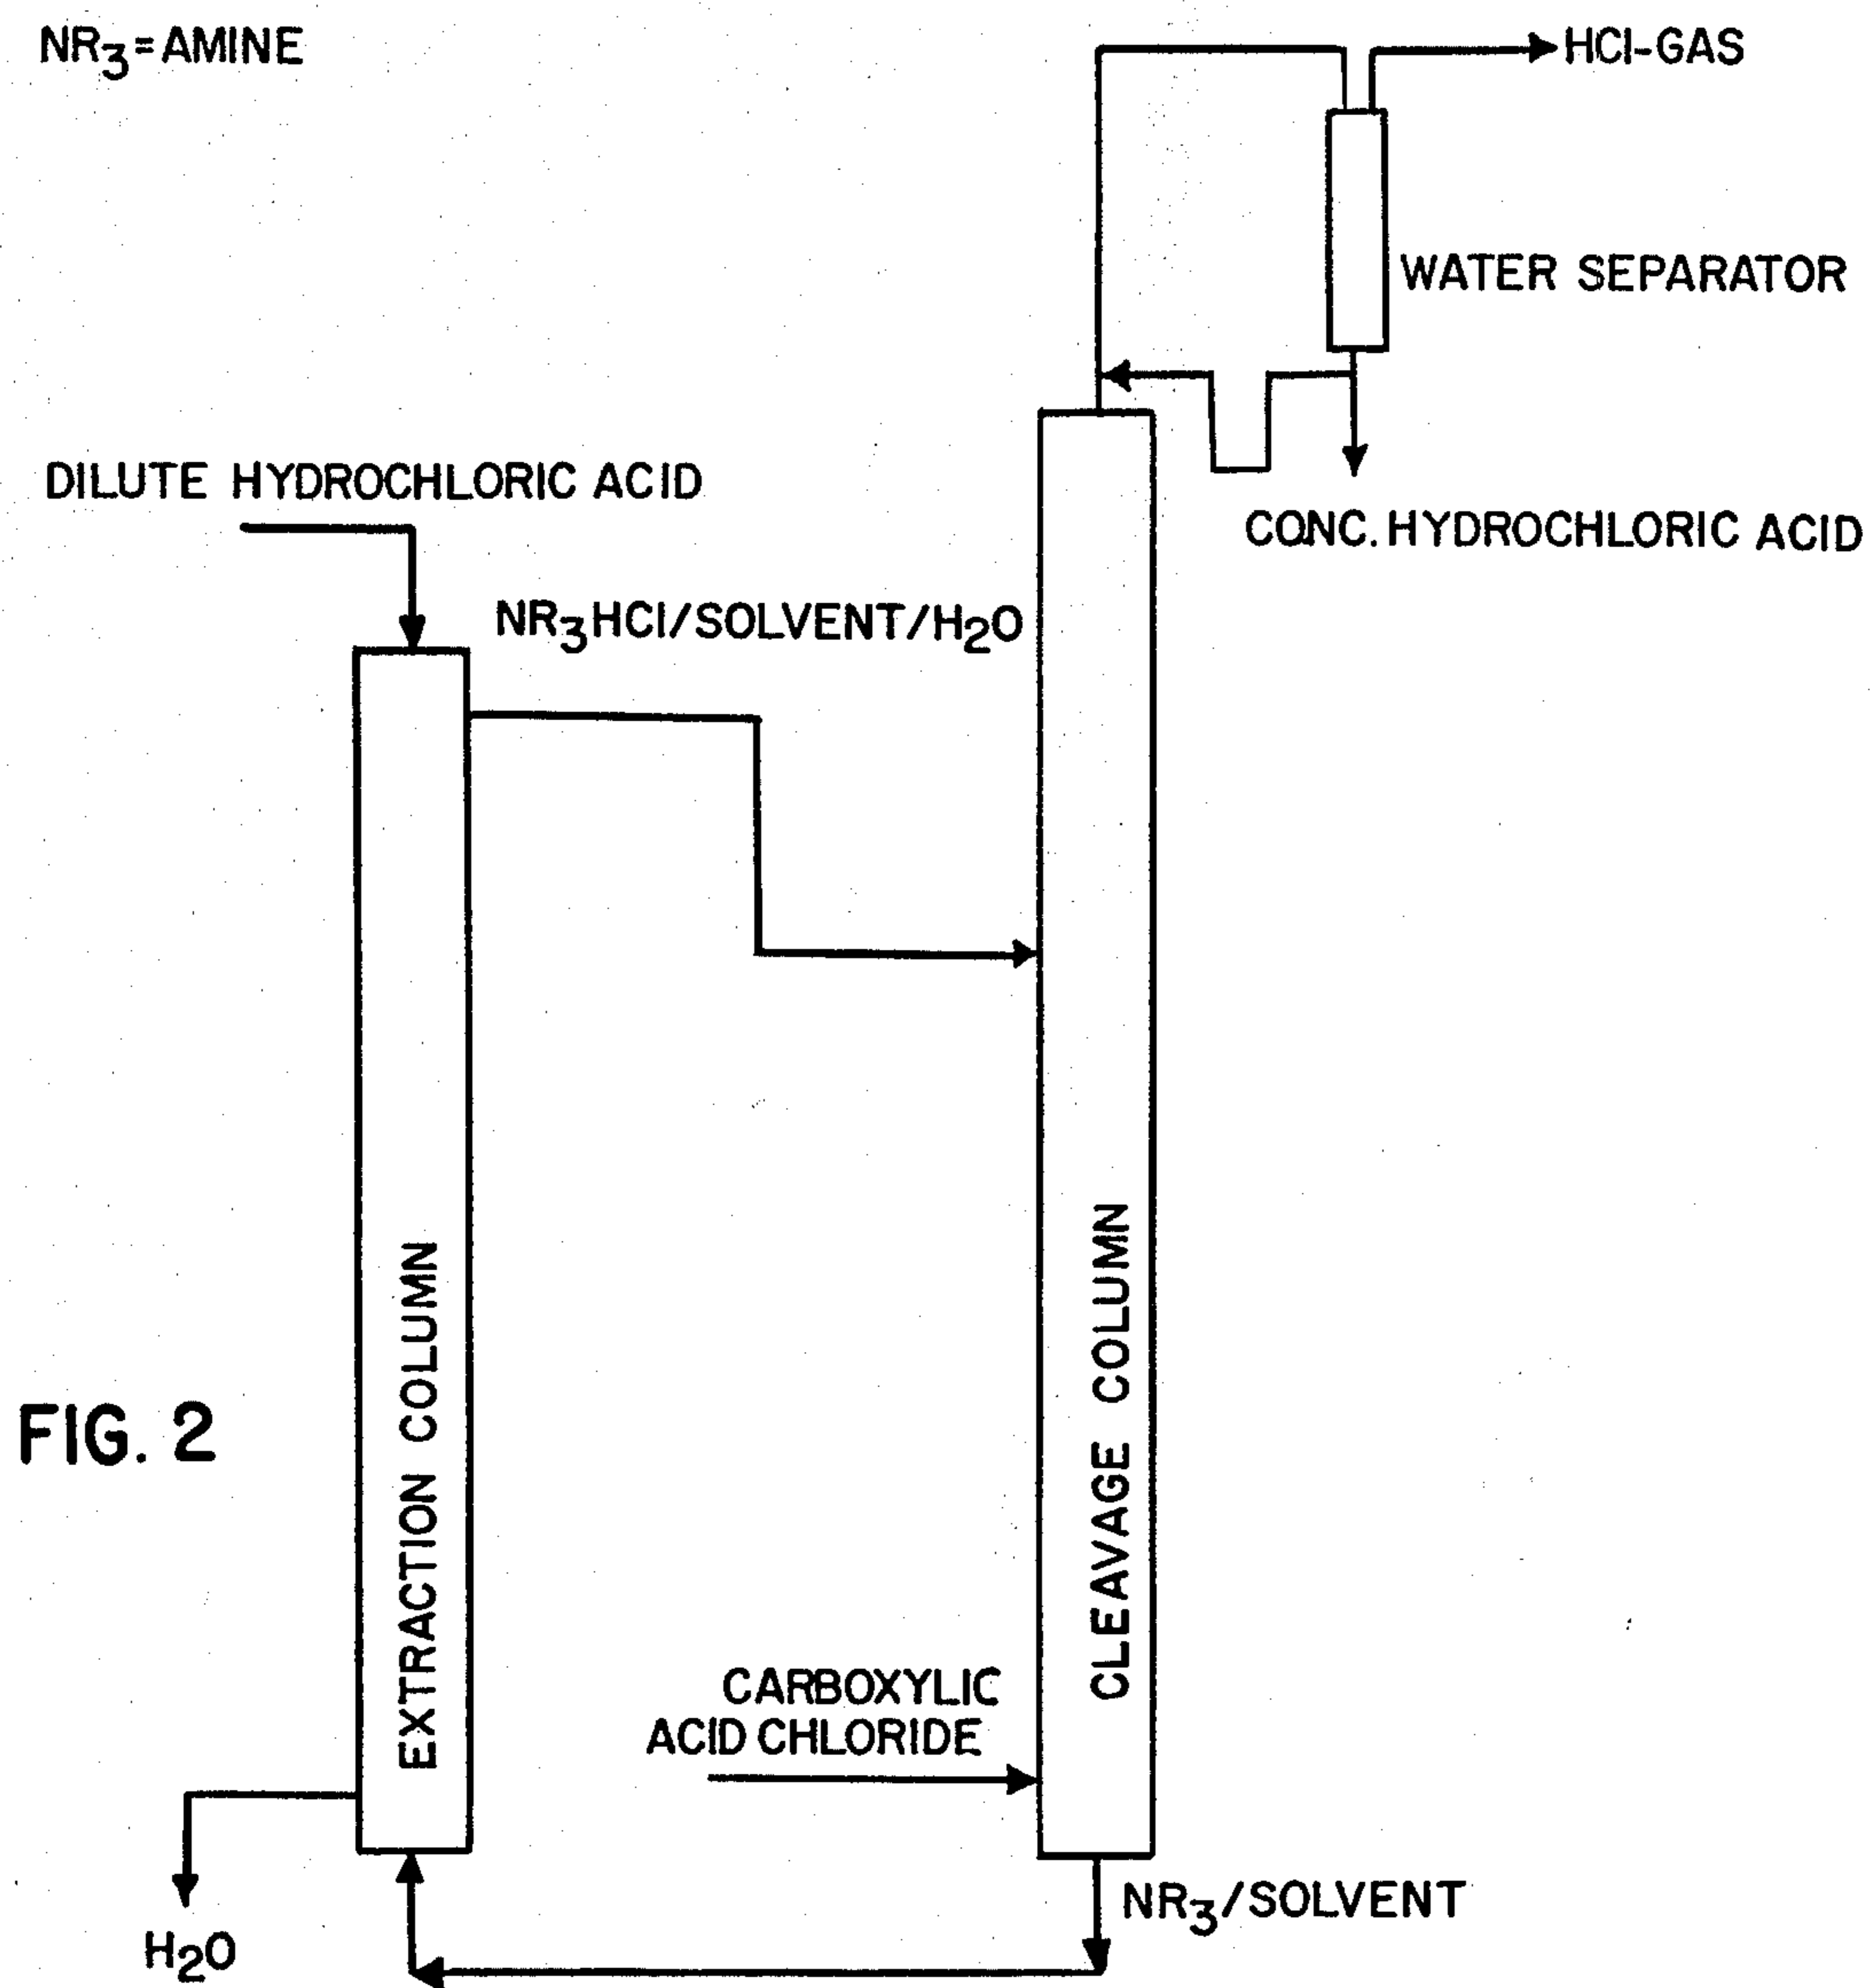 NR3=AMINE
HCl-GAS
WATER SEPARATOR
DILUTE HYDROCHLORIC ACID
CONC. HYDROCHLORIC ACID
NR3HCl/SOLVENT/H2O
EXTRACTION COLUMN
CLEAVAGE COLUMN
FIG. 2
CARBOXYLIC
ACID CHLORIDE
NR3/SOLVENT
H2O